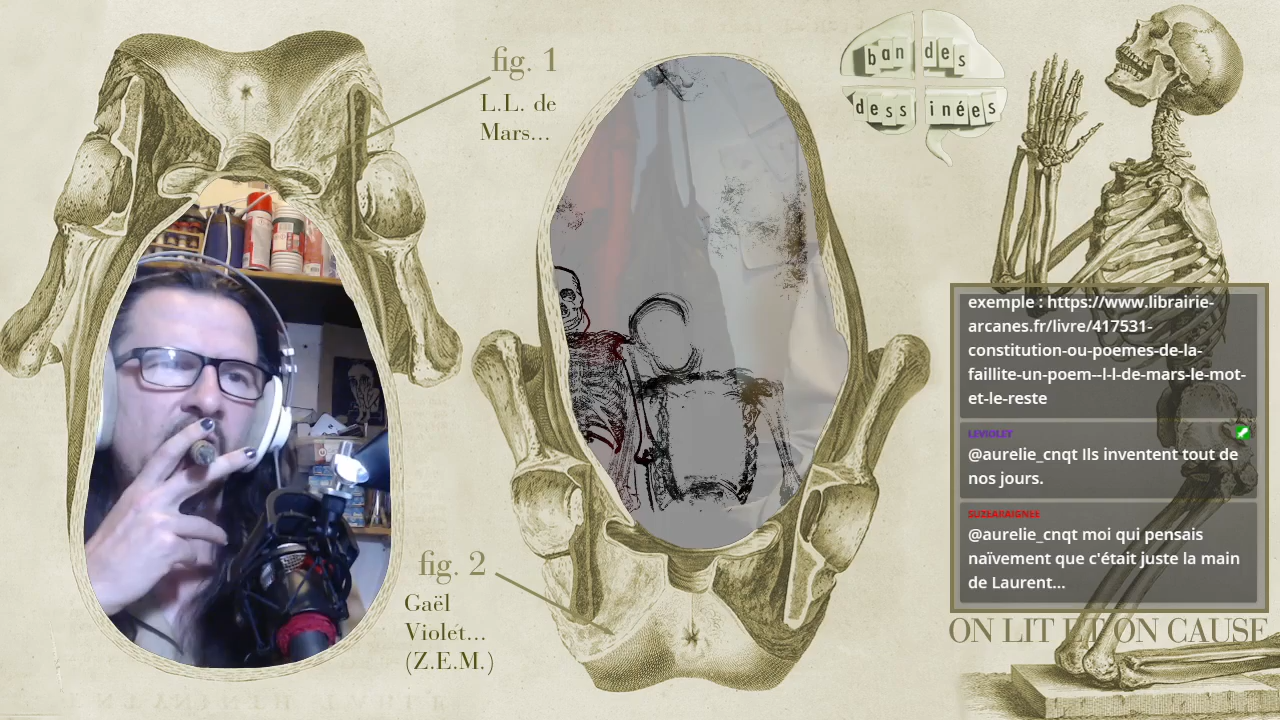 fig. 1
L.L. de
Mars...
ban des
dess inées
exemple : https://www.librairie-
arcanes.fr/livre/417531-
constitution-ou-poemes-de-la-
faillite-un-poem--l-l-de-mars-le-mot-
et-le-reste
LEVIOLET
@aurelie_cnqt Ils inventent tout de
nos jours.
SUZEARAIGNEE
@aurelie_cnqt moi qui pensais
naïvement que c'était juste la main
de Laurent...
fig. 2
Gaël
Violét...
(Z.E.M.)
ON LIT ET ON CAUSE